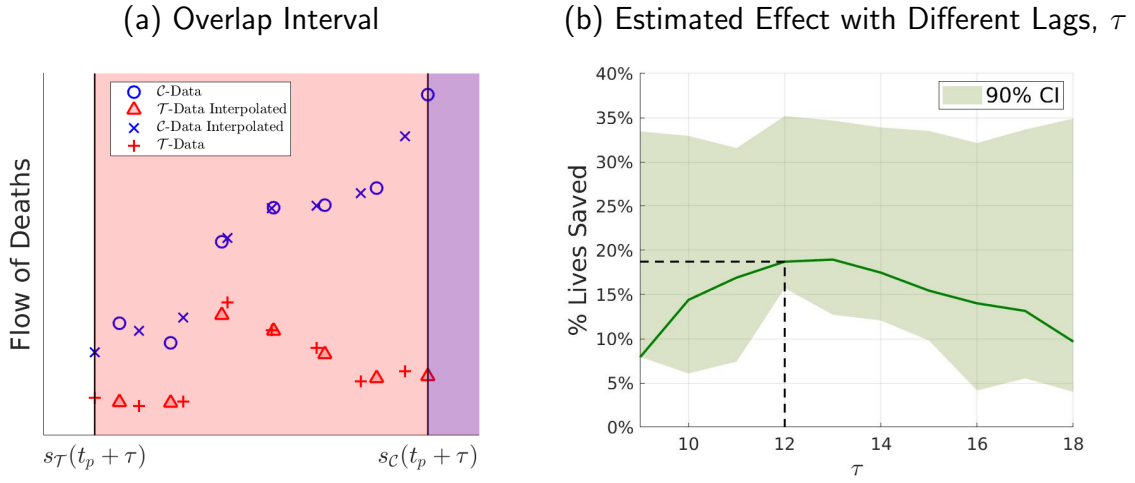 (a) Overlap Interval
(b) Estimated Effect with Different Lags, τ
Flow of Deaths
𝒞-Data
𝒯-Data Interpolated
𝒞-Data Interpolated
𝒯-Data
s𝒯(tp + τ)
s𝒞(tp + τ)
% Lives Saved
40%
35%
30%
25%
20%
15%
10%
5%
0%
90% CI
10
12
14
16
18
τ